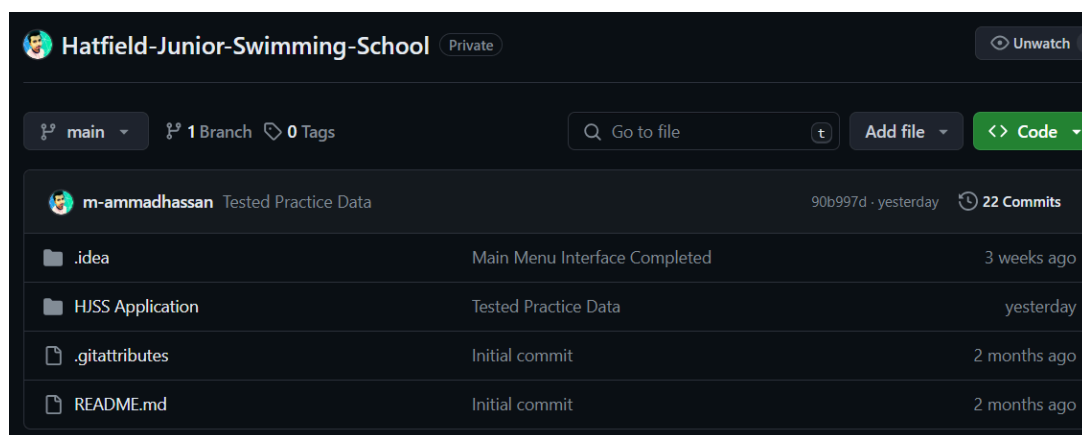 Hatfield-Junior-Swimming-School Private Unwatch
main 1 Branch 0 Tags Go to file t Add file Code
m-ammadhassan Tested Practice Data 90b997d · yesterday 22 Commits
.idea Main Menu Interface Completed 3 weeks ago
HJSS Application Tested Practice Data yesterday
.gitattributes Initial commit 2 months ago
README.md Initial commit 2 months ago